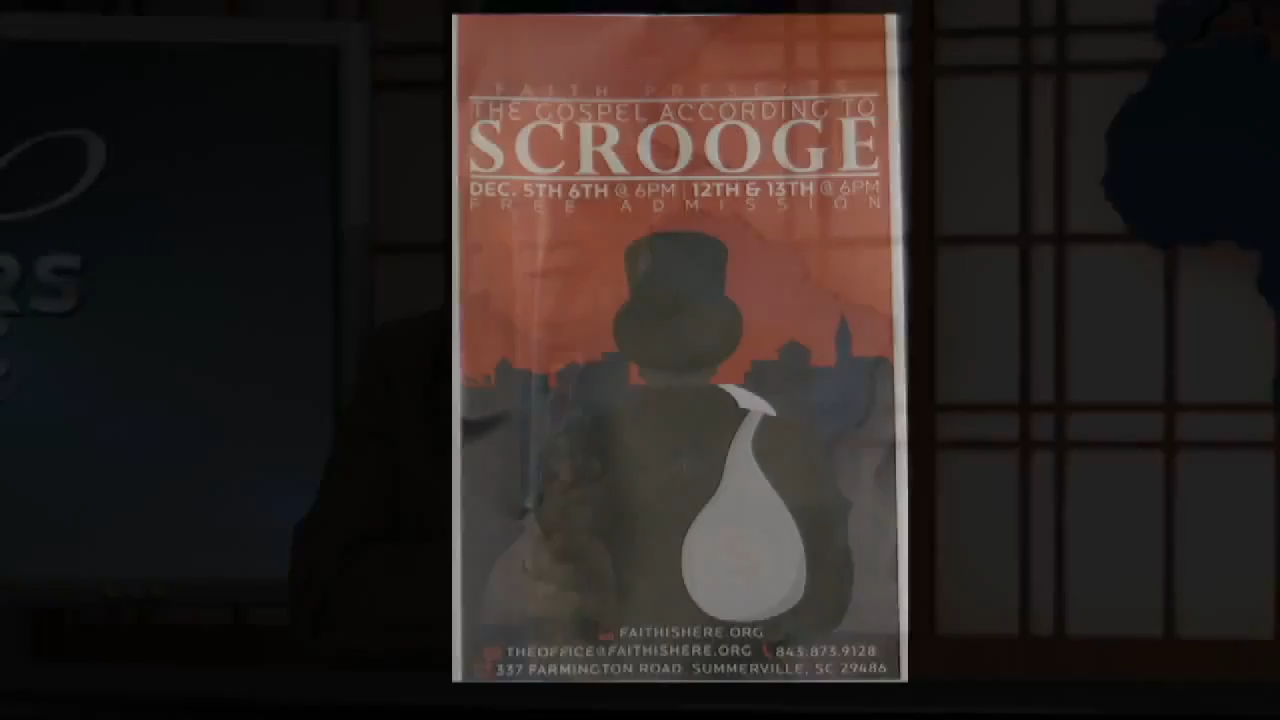 FAITH PRESENTS
THE GOSPEL ACCORDING TO
SCROOGE
DEC. 5TH 6TH @ 6PM | 12TH & 13TH @ 6PM
FREE ADMISSION
FAITHISHERE.ORG
THEOFFICE@FAITHISHERE.ORG 843.873.9128
337 FARMINGTON ROAD SUMMERVILLE, SC 29486
RS